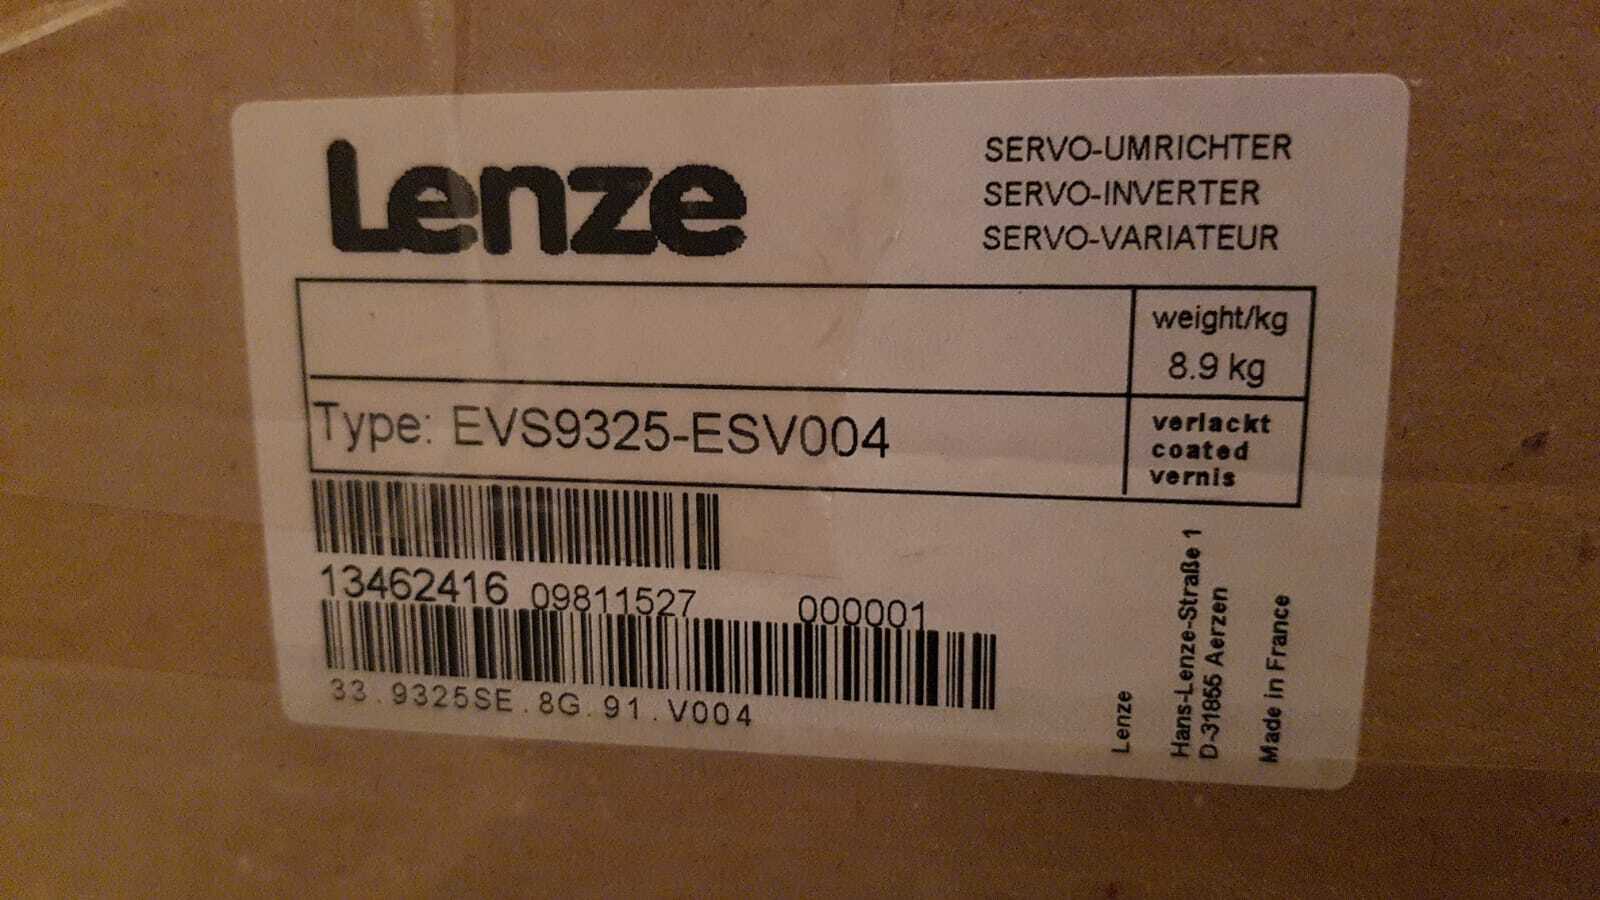 Lenze
SERVO-UMRICHTER
SERVO-INVERTER
SERVO-VARIATEUR
weight/kg
8.9 kg
Type: EVS9325-ESV004
verlackt
coated
vernis
13462416 09811527 000001
33.9325SE.8G.91.V004
Lenze
Hans-Lenze-Straße 1
D-31855 Aerzen
Made in France